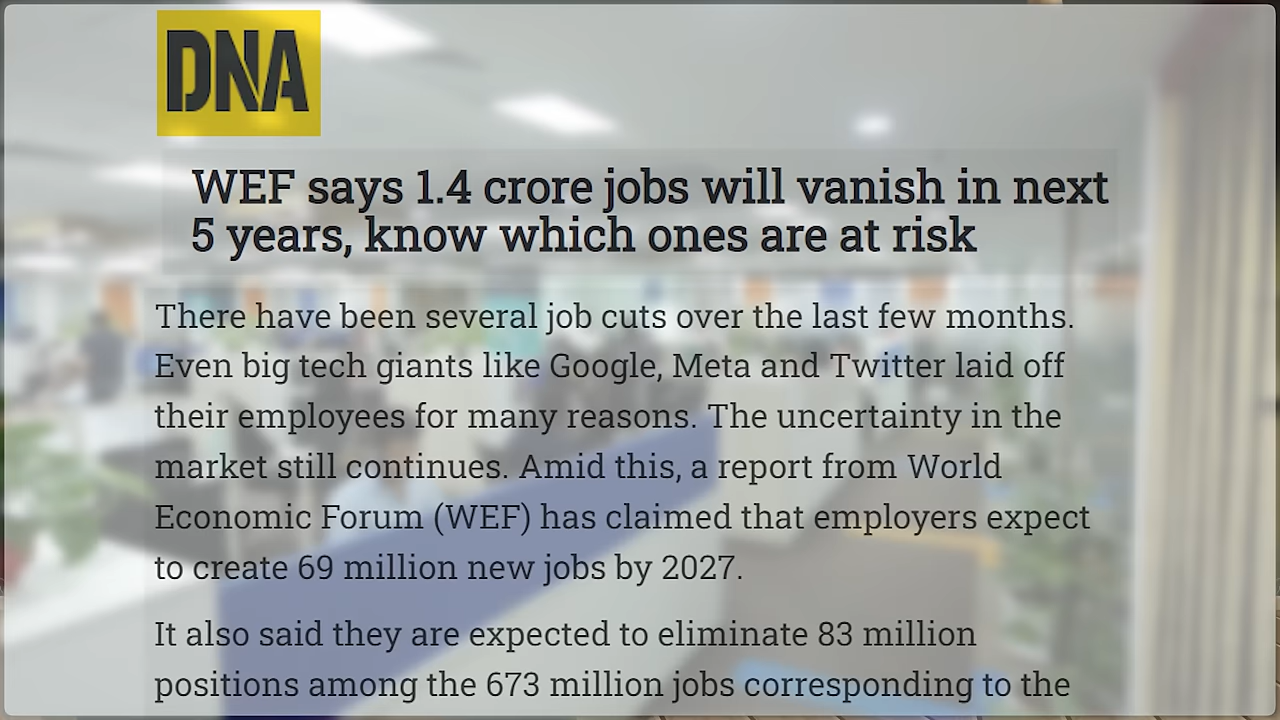 DNA
WEF says 1.4 crore jobs will vanish in next
5 years, know which ones are at risk
There have been several job cuts over the last few months.
Even big tech giants like Google, Meta and Twitter laid off
their employees for many reasons. The uncertainty in the
market still continues. Amid this, a report from World
Economic Forum (WEF) has claimed that employers expect
to create 69 million new jobs by 2027.
It also said they are expected to eliminate 83 million
positions among the 673 million jobs corresponding to the